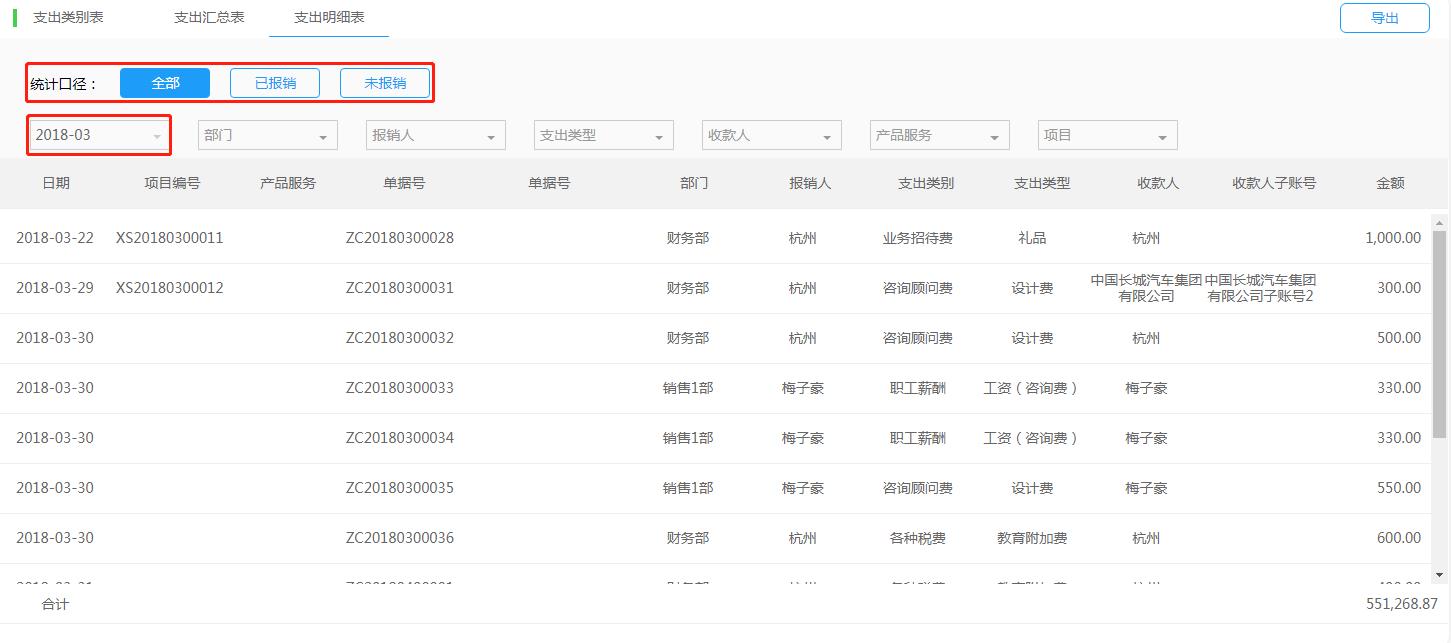 支出类别表 支出汇总表 支出明细表 导出
统计口径： 全部 已报销 未报销
2018-03 部门 报销人 支出类型 收款人 产品服务 项目
日期 项目编号 产品服务 单据号 单据号 部门 报销人 支出类别 支出类型 收款人 收款人子账号 金额
2018-03-22 XS20180300011 ZC20180300028 财务部 杭州 业务招待费 礼品 杭州 1,000.00
2018-03-29 XS20180300012 ZC20180300031 财务部 杭州 咨询顾问费 设计费 中国长城汽车集团有限公司 中国长城汽车集团有限公司子账号2 300.00
2018-03-30 ZC20180300032 财务部 杭州 咨询顾问费 设计费 杭州 500.00
2018-03-30 ZC20180300033 销售1部 梅子豪 职工薪酬 工资（咨询费） 梅子豪 330.00
2018-03-30 ZC20180300034 销售1部 梅子豪 职工薪酬 工资（咨询费） 梅子豪 330.00
2018-03-30 ZC20180300035 销售1部 梅子豪 咨询顾问费 设计费 梅子豪 550.00
2018-03-30 ZC20180300036 财务部 杭州 各种税费 教育附加费 杭州 600.00
合计 551,268.87